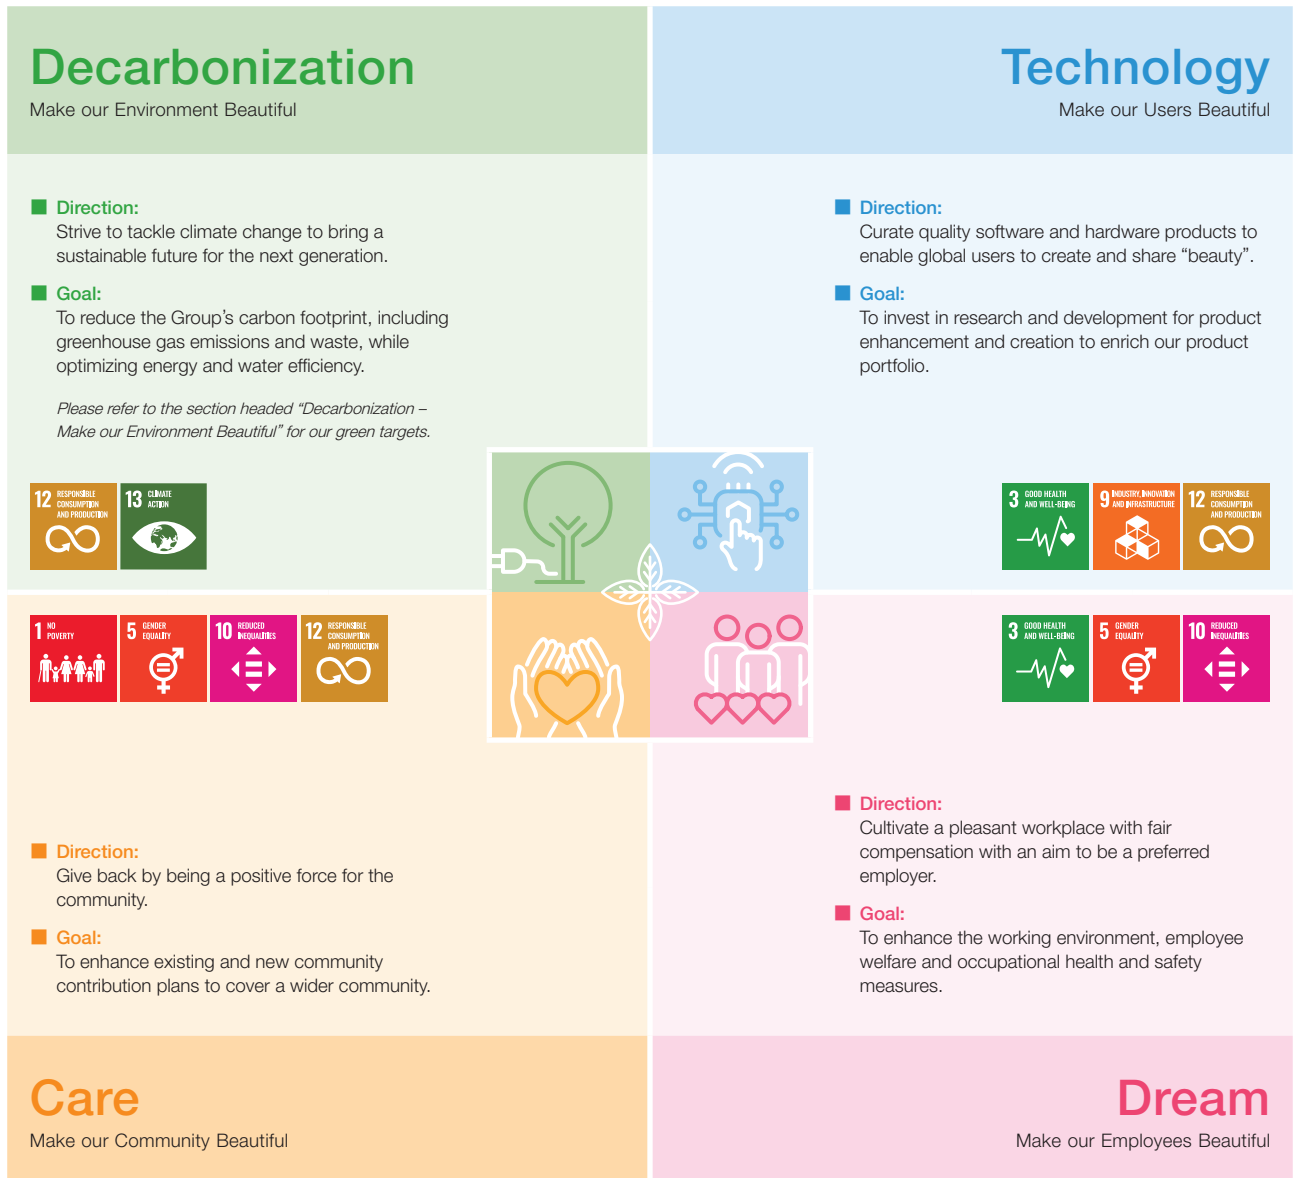 Decarbonization
Make our Environment Beautiful
Direction:
Strive to tackle climate change to bring a
sustainable future for the next generation.
Goal:
To reduce the Group's carbon footprint, including
greenhouse gas emissions and waste, while
optimizing energy and water efficiency.
Please refer to the section headed “Decarbonization –
Make our Environment Beautiful” for our green targets.
12 RESPONSIBLE
CONSUMPTION
AND PRODUCTION
13 CLIMATE
ACTION
Technology
Make our Users Beautiful
Direction:
Curate quality software and hardware products to
enable global users to create and share “beauty”.
Goal:
To invest in research and development for product
enhancement and creation to enrich our product
portfolio.
3 GOOD HEALTH
AND WELL-BEING
9 INDUSTRY, INNOVATION
AND INFRASTRUCTURE
12 RESPONSIBLE
CONSUMPTION
AND PRODUCTION
1 NO
POVERTY
5 GENDER
EQUALITY
10 REDUCED
INEQUALITIES
12 RESPONSIBLE
CONSUMPTION
AND PRODUCTION
Direction:
Give back by being a positive force for the
community.
Goal:
To enhance existing and new community
contribution plans to cover a wider community.
Care
Make our Community Beautiful
3 GOOD HEALTH
AND WELL-BEING
5 GENDER
EQUALITY
10 REDUCED
INEQUALITIES
Direction:
Cultivate a pleasant workplace with fair
compensation with an aim to be a preferred
employer.
Goal:
To enhance the working environment, employee
welfare and occupational health and safety
measures.
Dream
Make our Employees Beautiful